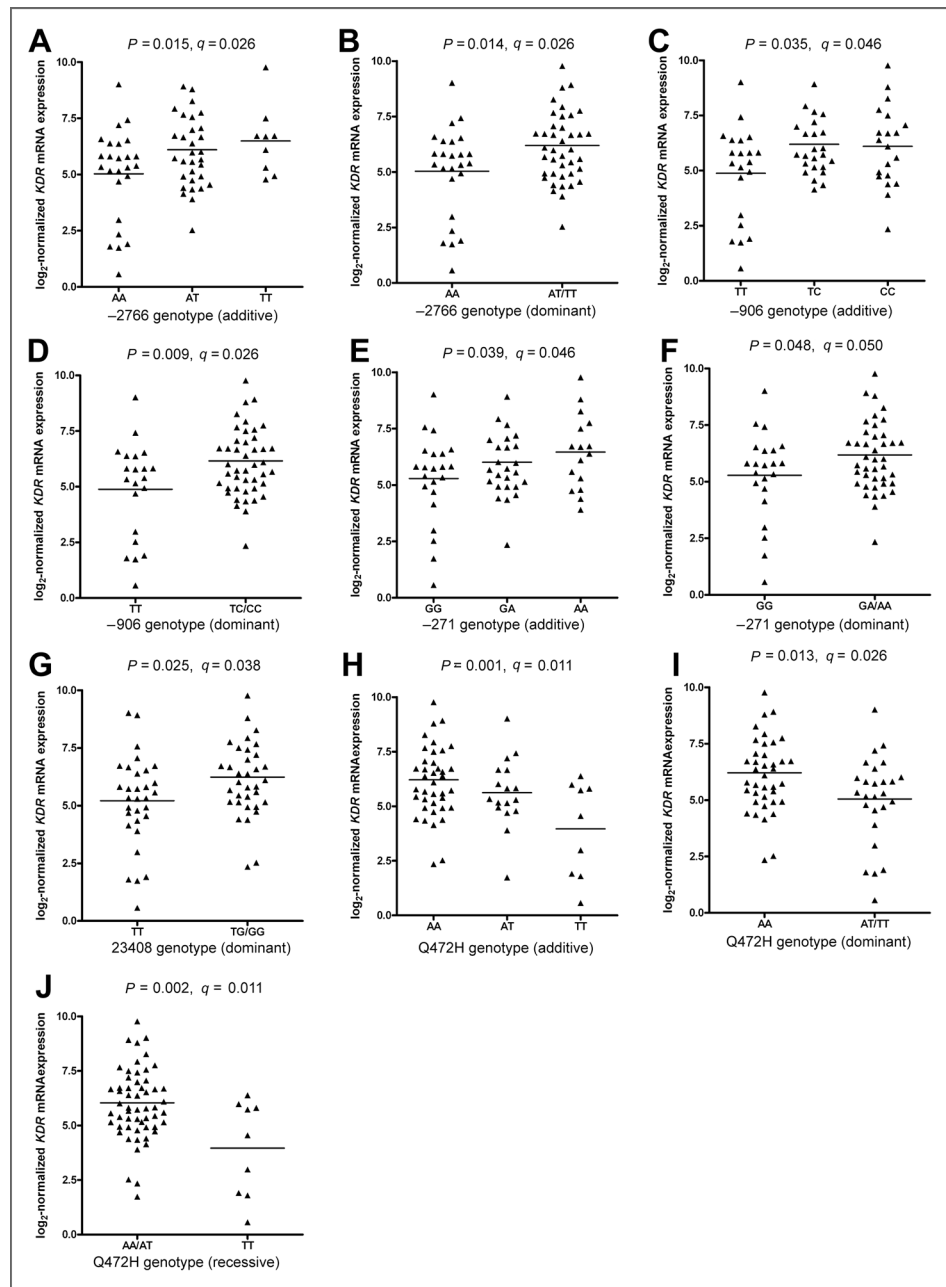 A
P = 0.015, q = 0.026
log2-normalized KDR mRNA expression
10.0
7.5
5.0
2.5
0.0
AA AT TT
–2766 genotype (additive)
B
P = 0.014, q = 0.026
log2-normalized KDR mRNA expression
10.0
7.5
5.0
2.5
0.0
AA AT/TT
–2766 genotype (dominant)
C
P = 0.035, q = 0.046
log2-normalized KDR mRNA expression
10.0
7.5
5.0
2.5
0.0
TT TC CC
–906 genotype (additive)
D
P = 0.009, q = 0.026
log2-normalized KDR mRNA expression
10.0
7.5
5.0
2.5
0.0
TT TC/CC
–906 genotype (dominant)
E
P = 0.039, q = 0.046
log2-normalized KDR mRNA expression
10.0
7.5
5.0
2.5
0.0
GG GA AA
–271 genotype (additive)
F
P = 0.048, q = 0.050
log2-normalized KDR mRNA expression
10.0
7.5
5.0
2.5
0.0
GG GA/AA
–271 genotype (dominant)
G
P = 0.025, q = 0.038
log2-normalized KDR mRNA expression
10.0
7.5
5.0
2.5
0.0
TT TG/GG
23408 genotype (dominant)
H
P = 0.001, q = 0.011
log2-normalized KDR mRNAexpression
10.0
7.5
5.0
2.5
0.0
AA AT TT
Q472H genotype (additive)
I
P = 0.013, q = 0.026
log2-normalized KDR mRNAexpression
10.0
7.5
5.0
2.5
0.0
AA AT/TT
Q472H genotype (dominant)
J
P = 0.002, q = 0.011
log2-normalized KDR mRNAexpression
10.0
7.5
5.0
2.5
0.0
AA/AT TT
Q472H genotype (recessive)